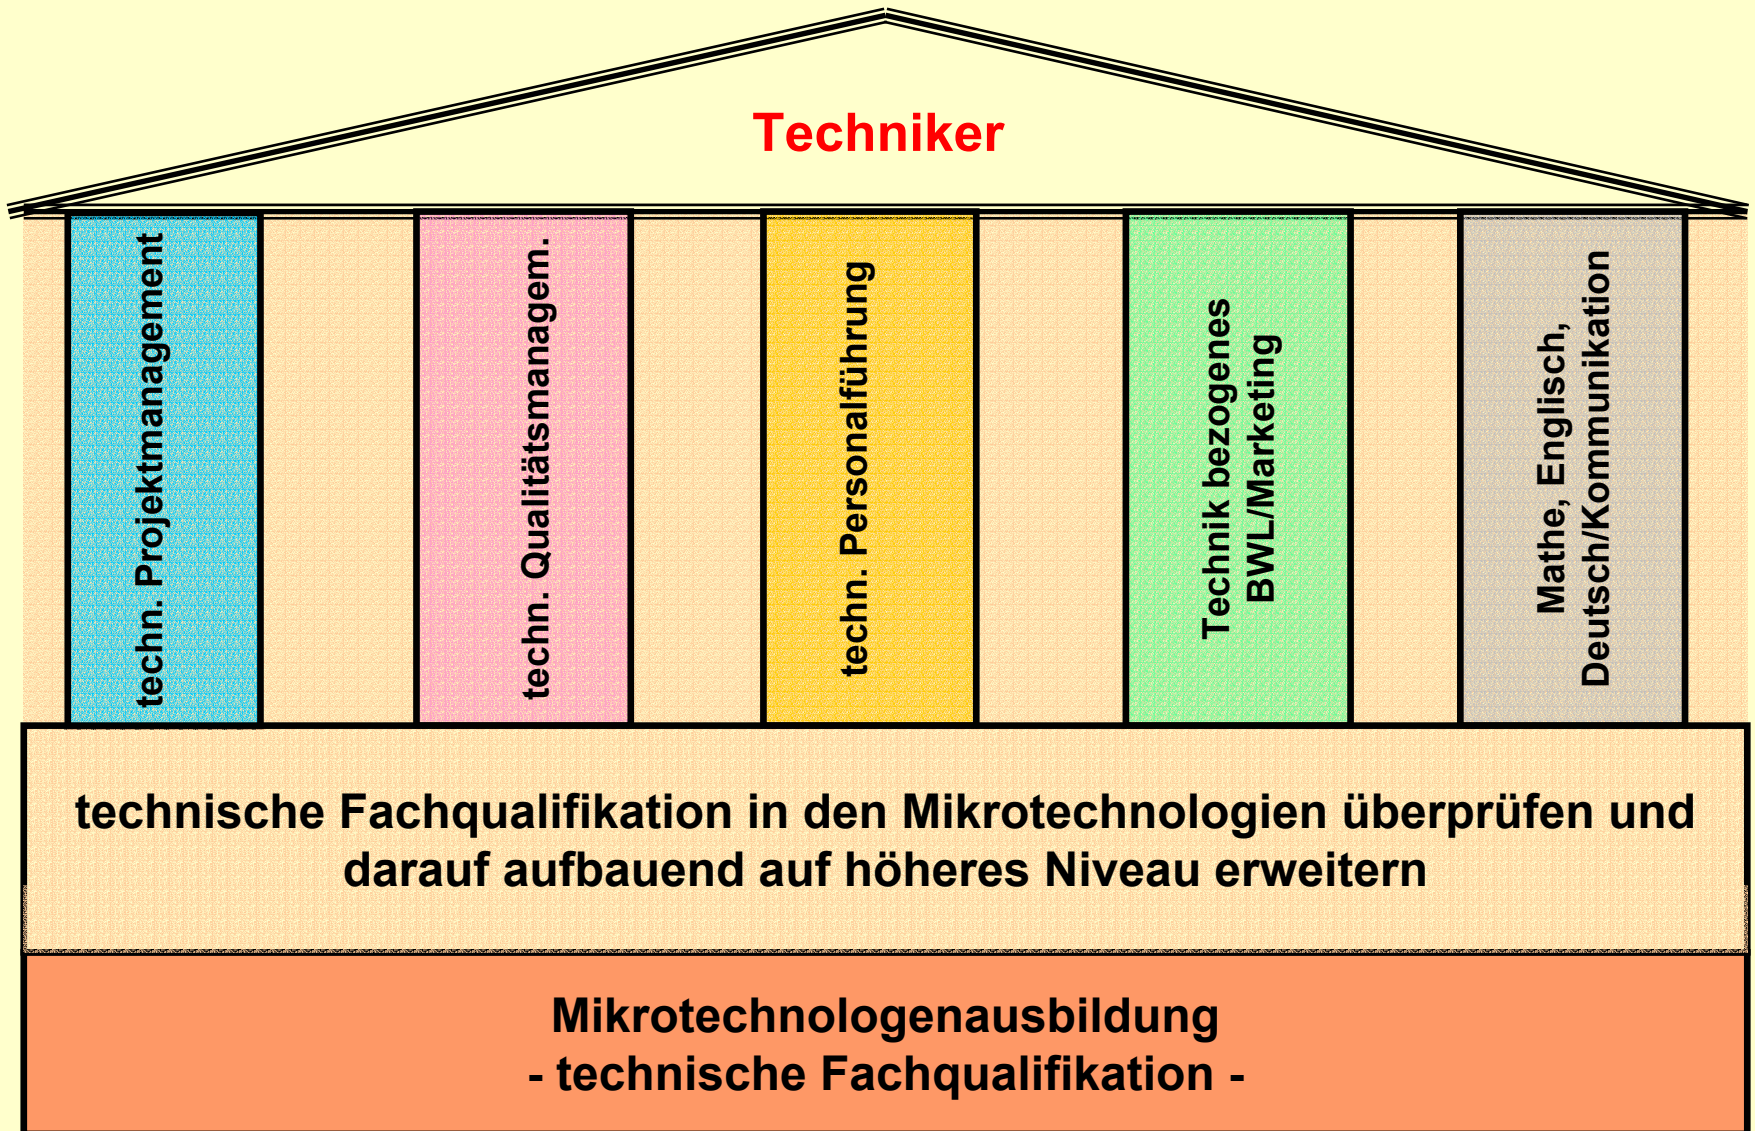 Techniker
techn. Projektmanagement
techn. Qualitätsmanagem.
techn. Personalführung
Technik bezogenes
BWL/Marketing
Mathe, Englisch,
Deutsch/Kommunikation
technische Fachqualifikation in den Mikrotechnologien überprüfen und
darauf aufbauend auf höheres Niveau erweitern
Mikrotechnologenausbildung
- technische Fachqualifikation -